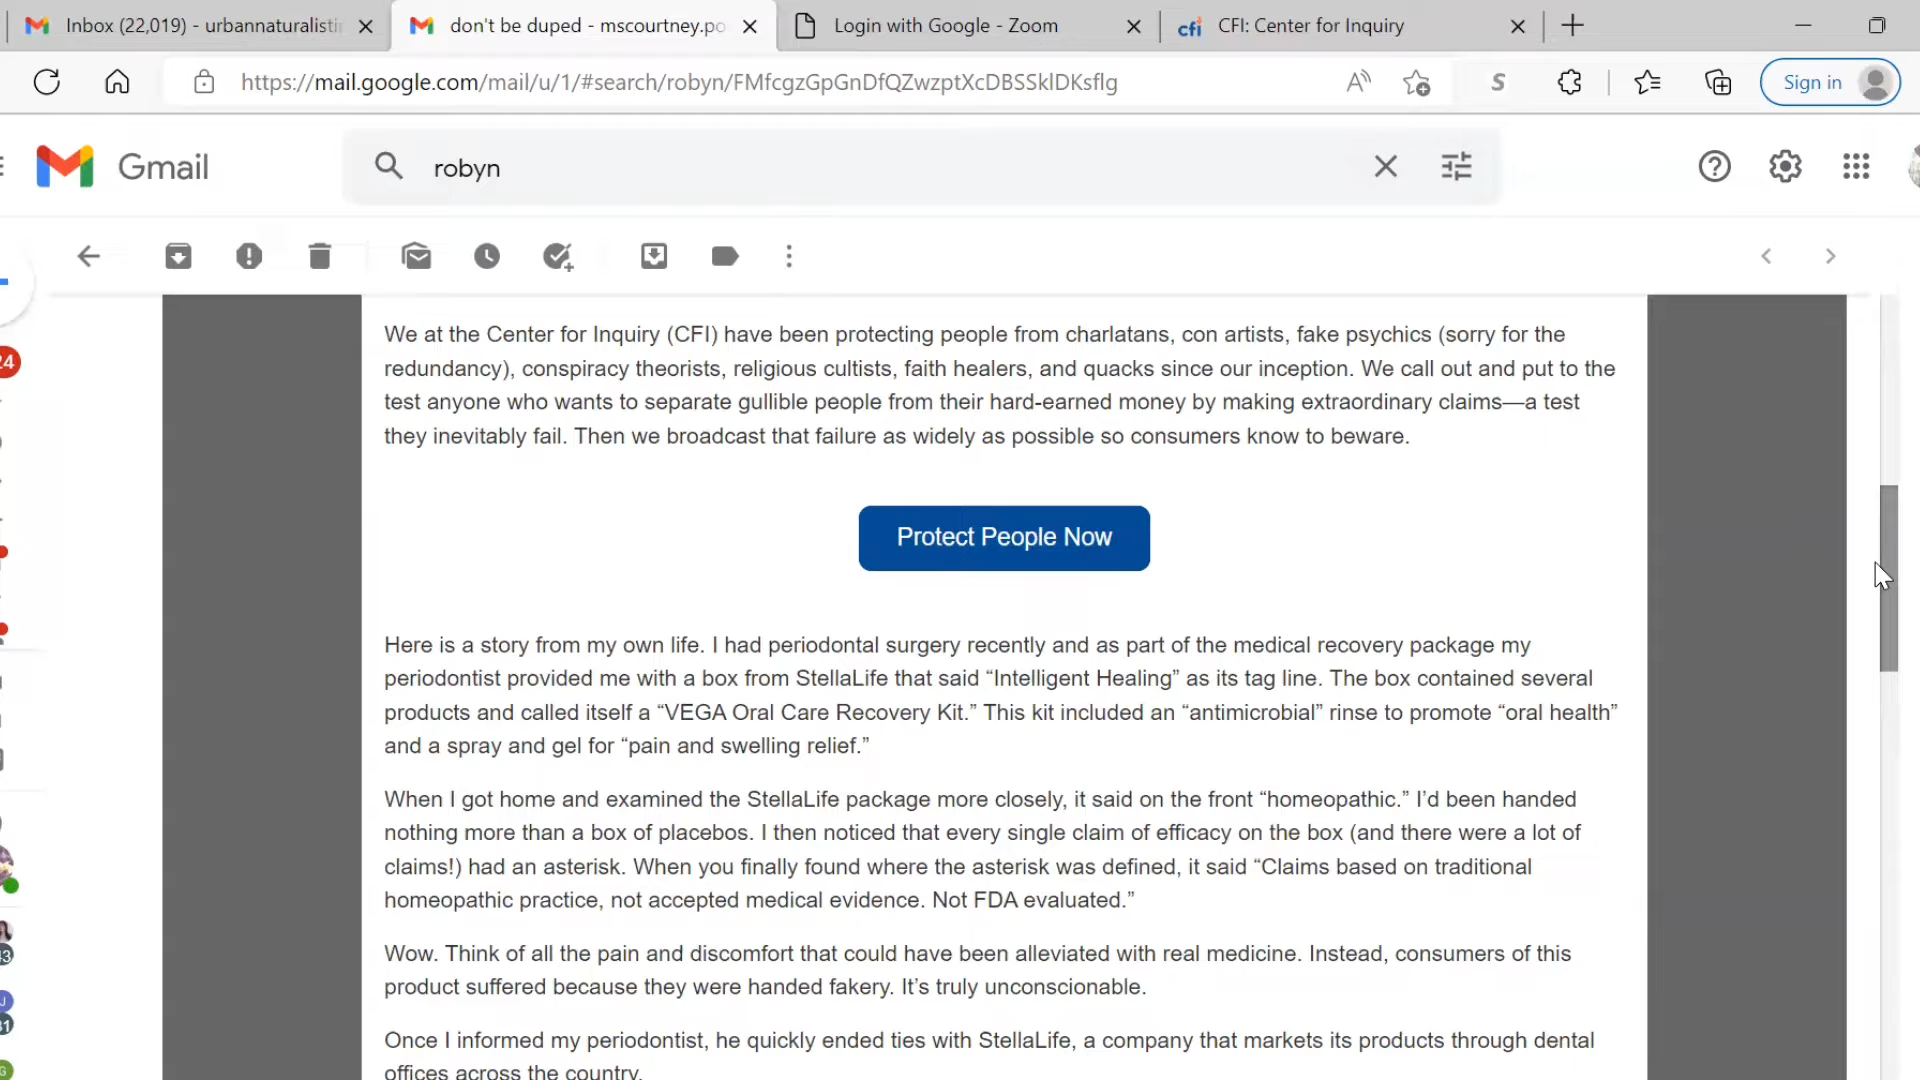 Inbox (22,019) - urbannaturalisti
don't be duped - mscourtney.po
Login with Google - Zoom
cfi CFI: Center for Inquiry
https://mail.google.com/mail/u/1/#search/robyn/FMfcgzGpGnDfQZwzptXcDBSSklDKsflg
Sign in
Gmail
robyn
We at the Center for Inquiry (CFI) have been protecting people from charlatans, con artists, fake psychics (sorry for the
redundancy), conspiracy theorists, religious cultists, faith healers, and quacks since our inception. We call out and put to the
test anyone who wants to separate gullible people from their hard-earned money by making extraordinary claims—a test
they inevitably fail. Then we broadcast that failure as widely as possible so consumers know to beware.
Protect People Now
Here is a story from my own life. I had periodontal surgery recently and as part of the medical recovery package my
periodontist provided me with a box from StellaLife that said “Intelligent Healing” as its tag line. The box contained several
products and called itself a “VEGA Oral Care Recovery Kit.” This kit included an “antimicrobial” rinse to promote “oral health”
and a spray and gel for “pain and swelling relief.”
When I got home and examined the StellaLife package more closely, it said on the front “homeopathic.” I’d been handed
nothing more than a box of placebos. I then noticed that every single claim of efficacy on the box (and there were a lot of
claims!) had an asterisk. When you finally found where the asterisk was defined, it said “Claims based on traditional
homeopathic practice, not accepted medical evidence. Not FDA evaluated.”
Wow. Think of all the pain and discomfort that could have been alleviated with real medicine. Instead, consumers of this
product suffered because they were handed fakery. It’s truly unconscionable.
Once I informed my periodontist, he quickly ended ties with StellaLife, a company that markets its products through dental
offices across the country.